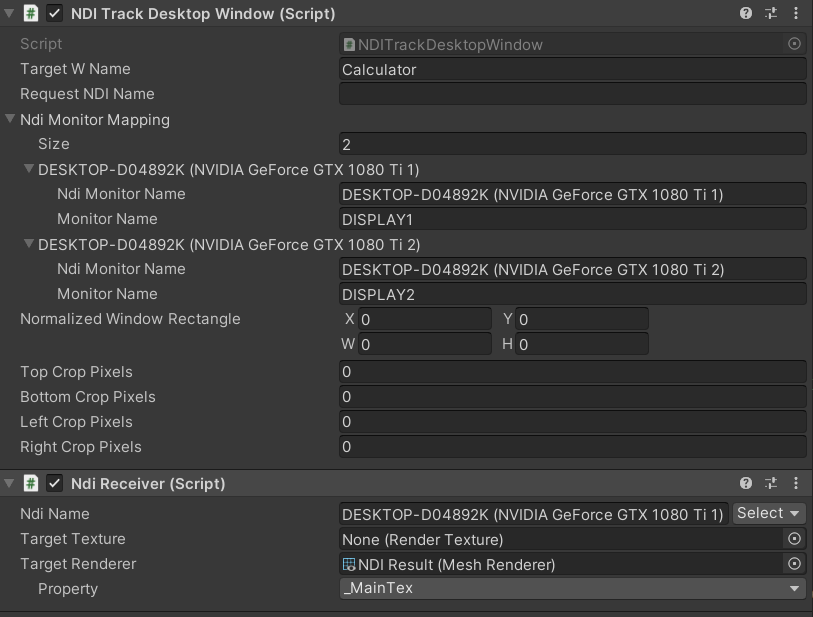 NDI Track Desktop Window (Script)
Script NDITrackDesktopWindow
Target W Name Calculator
Request NDI Name
Ndi Monitor Mapping
Size 2
DESKTOP-D04892K (NVIDIA GeForce GTX 1080 Ti 1)
Ndi Monitor Name DESKTOP-D04892K (NVIDIA GeForce GTX 1080 Ti 1)
Monitor Name DISPLAY1
DESKTOP-D04892K (NVIDIA GeForce GTX 1080 Ti 2)
Ndi Monitor Name DESKTOP-D04892K (NVIDIA GeForce GTX 1080 Ti 2)
Monitor Name DISPLAY2
Normalized Window Rectangle X 0 Y 0
W 0 H 0
Top Crop Pixels 0
Bottom Crop Pixels 0
Left Crop Pixels 0
Right Crop Pixels 0
Ndi Receiver (Script)
Ndi Name DESKTOP-D04892K (NVIDIA GeForce GTX 1080 Ti 1) Select
Target Texture None (Render Texture)
Target Renderer NDI Result (Mesh Renderer)
Property _MainTex